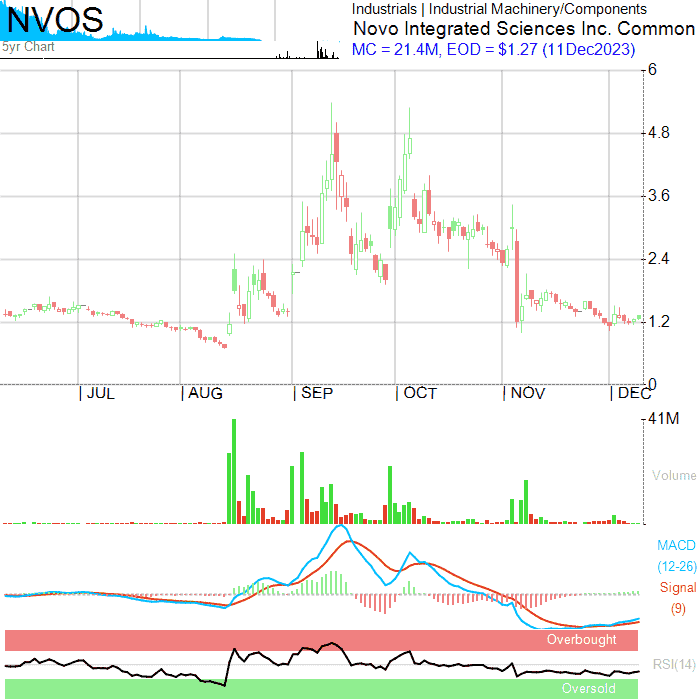 NVOS
5yr Chart
Industrials | Industrial Machinery/Components
Novo Integrated Sciences Inc. Common
MC = 21.4M, EOD = $1.27 (11Dec2023)
6
4.8
3.6
2.4
1.2
0
| JUL | AUG | SEP | OCT | NOV | DEC
41M
Volume
MACD
(12-26)
Signal
(9)
Overbought
RSI(14)
Oversold